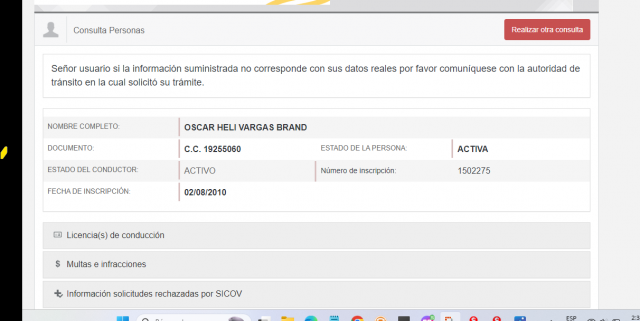 Consulta Personas
Realizar otra consulta
Señor usuario si la información suministrada no corresponde con sus datos reales por favor comuníquese con la autoridad de
tránsito en la cual solicitó su trámite.
NOMBRE COMPLETO: OSCAR HELI VARGAS BRAND
DOCUMENTO: C.C. 19255060 ESTADO DE LA PERSONA: ACTIVA
ESTADO DEL CONDUCTOR: ACTIVO Número de inscripción: 1502275
FECHA DE INSCRIPCIÓN: 02/08/2010
Licencia(s) de conducción
$ Multas e infracciones
Información solicitudes rechazadas por SICOV
ESP